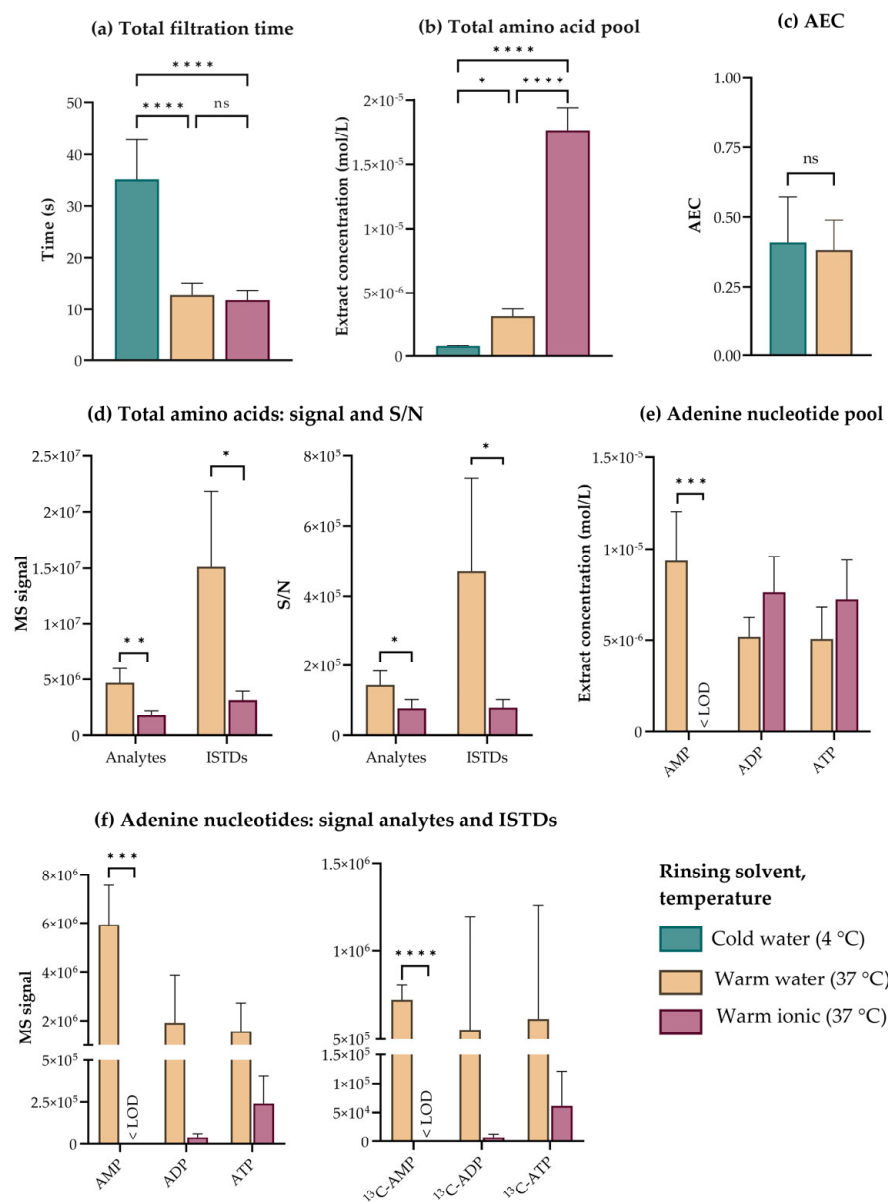 (a) Total filtration time
(b) Total amino acid pool
(c) AEC
Time (s)
50
40
30
20
10
0
****
****
ns
Extract concentration (mol/L)
2×10⁻⁵
1.5×10⁻⁵
1×10⁻⁵
5×10⁻⁶
0
****
*
****
AEC
1.00
0.75
0.50
0.25
0.00
ns
(d) Total amino acids: signal and S/N
(e) Adenine nucleotide pool
MS signal
2.5×10⁷
2×10⁷
1.5×10⁷
1×10⁷
5×10⁶
0
**
*
Analytes
ISTDs
S/N
8×10⁵
6×10⁵
4×10⁵
2×10⁵
0
*
*
Analytes
ISTDs
Extract concentration (mol/L)
1.5×10⁻⁵
1×10⁻⁵
5×10⁻⁶
0
***
< LOD
AMP
ADP
ATP
(f) Adenine nucleotides: signal analytes and ISTDs
MS signal
8×10⁶
6×10⁶
4×10⁶
2×10⁶
5×10⁵
2.5×10⁵
0
***
< LOD
AMP
ADP
ATP
1.5×10⁶
1×10⁶
5×10⁵
1.5×10⁵
1×10⁵
5×10⁴
0
****
< LOD
¹³C-AMP
¹³C-ADP
¹³C-ATP
Rinsing solvent,
temperature
Cold water (4 °C)
Warm water (37 °C)
Warm ionic (37 °C)